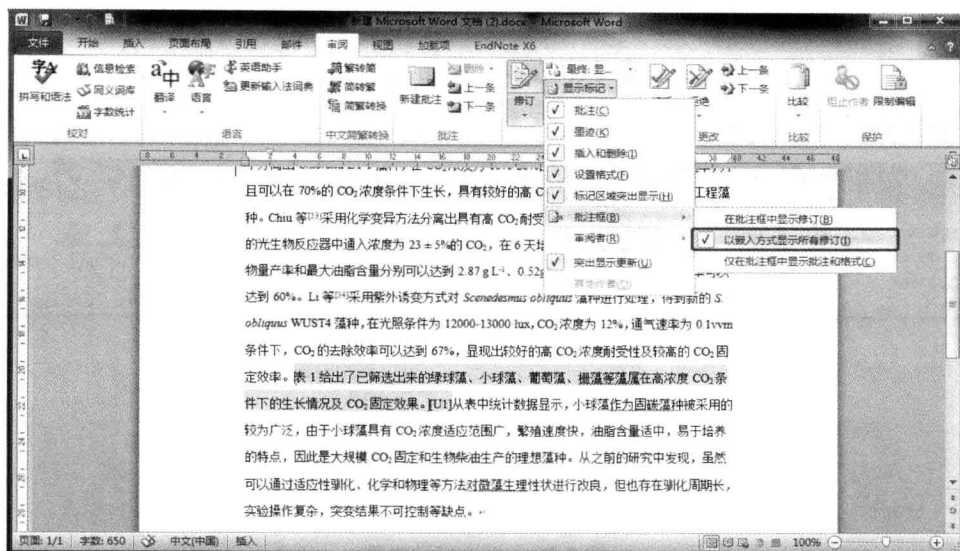 新建 Microsoft Word 文档 (2).docx - Microsoft Word
文件 开始 插入 页面布局 引用 邮件 审阅 视图 加载项 EndNote X6
拼写和语法
信息检索
同义词库
字数统计
校对
翻译
语言
英语助手
更新输入法词典
语言
繁转简
简转繁
简繁转换
中文简繁转换
新建批注
删除
上一条
下一条
批注
修订
最终: 显...
显示标记
上一条
下一条
更改
比较
比较
阻止作者
限制编辑
保护
批注(C)
墨迹(K)
插入和删除(I)
设置格式(F)
标记区域突出显示(H)
批注框(B)
审阅者(R)
突出显示更新(U)
其他作者(O)
在批注框中显示修订(B)
以嵌入方式显示所有修订(I)
仅在批注框中显示批注和格式(C)
且可以在 70%的 CO₂浓度条件下生长，具有较好的高 C 工程藻
种。Chiu 等[33]采用化学变异方法分离出具有高 CO₂耐受
的光生物反应器中通入浓度为 23 ± 5%的 CO₂，在 6 天
物量产率和最大油脂含量分别可以达到 2.87 g L⁻¹、0.52g
达到 60%。Li 等[34]采用紫外诱变方式对 Scenedesmus obliquus 藻种进行处理，得到新的 S.
obliquus WUST4 藻种，在光照条件为 12000-13000 lux，CO₂浓度为 12%，通气速率为 0.1vvm
条件下，CO₂的去除效率可以达到 67%，显现出较好的高 CO₂浓度耐受性及较高的 CO₂固
定效率。表 1 给出了已筛选出来的绿球藻、小球藻、葡萄藻、栅藻等藻属在高浓度 CO₂条
件下的生长情况及 CO₂固定效果。[U1]从表中统计数据显示，小球藻作为固碳藻种被采用的
较为广泛，由于小球藻具有 CO₂浓度适应范围广，繁殖速度快，油脂含量适中，易于培养
的特点，因此是大规模 CO₂固定和生物柴油生产的理想藻种。从之前的研究中发现，虽然
可以通过适应性驯化、化学和物理等方法对微藻生理性状进行改良，但也存在驯化周期长，
实验操作复杂，突变结果不可控制等缺点。
页面: 1/1 字数: 650 中文(中国) 插入 100%